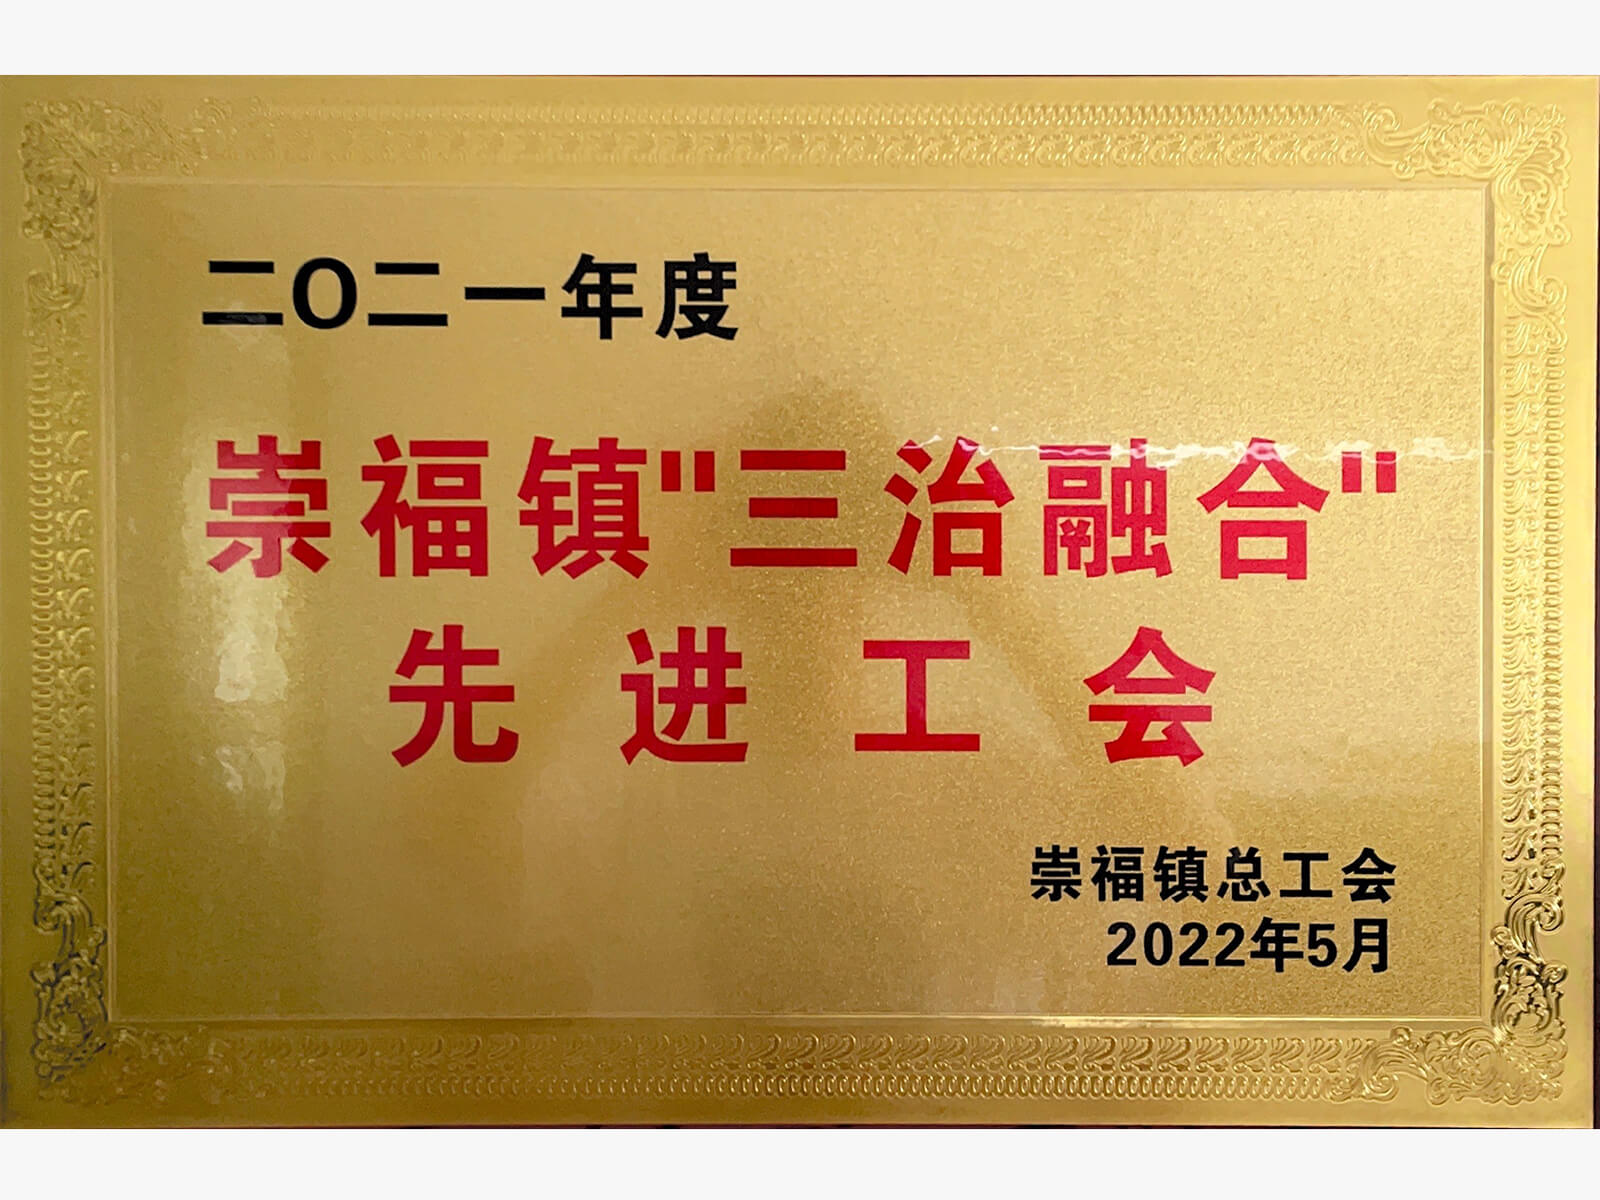 二〇二一年度
崇福镇"三治融合"
先进工会
崇福镇总工会
2022年5月